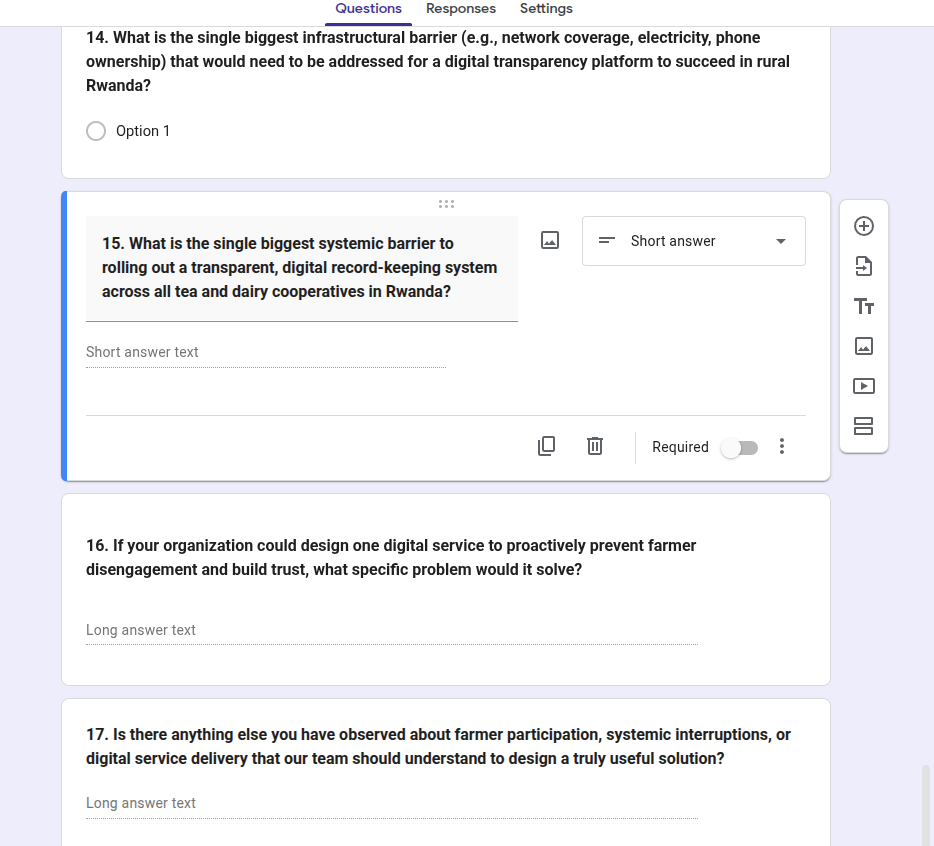 Questions Responses Settings
14. What is the single biggest infrastructural barrier (e.g., network coverage, electricity, phone
ownership) that would need to be addressed for a digital transparency platform to succeed in rural
Rwanda?
Option 1
15. What is the single biggest systemic barrier to
rolling out a transparent, digital record-keeping system
across all tea and dairy cooperatives in Rwanda?
Short answer
Short answer text
Required
16. If your organization could design one digital service to proactively prevent farmer
disengagement and build trust, what specific problem would it solve?
Long answer text
17. Is there anything else you have observed about farmer participation, systemic interruptions, or
digital service delivery that our team should understand to design a truly useful solution?
Long answer text